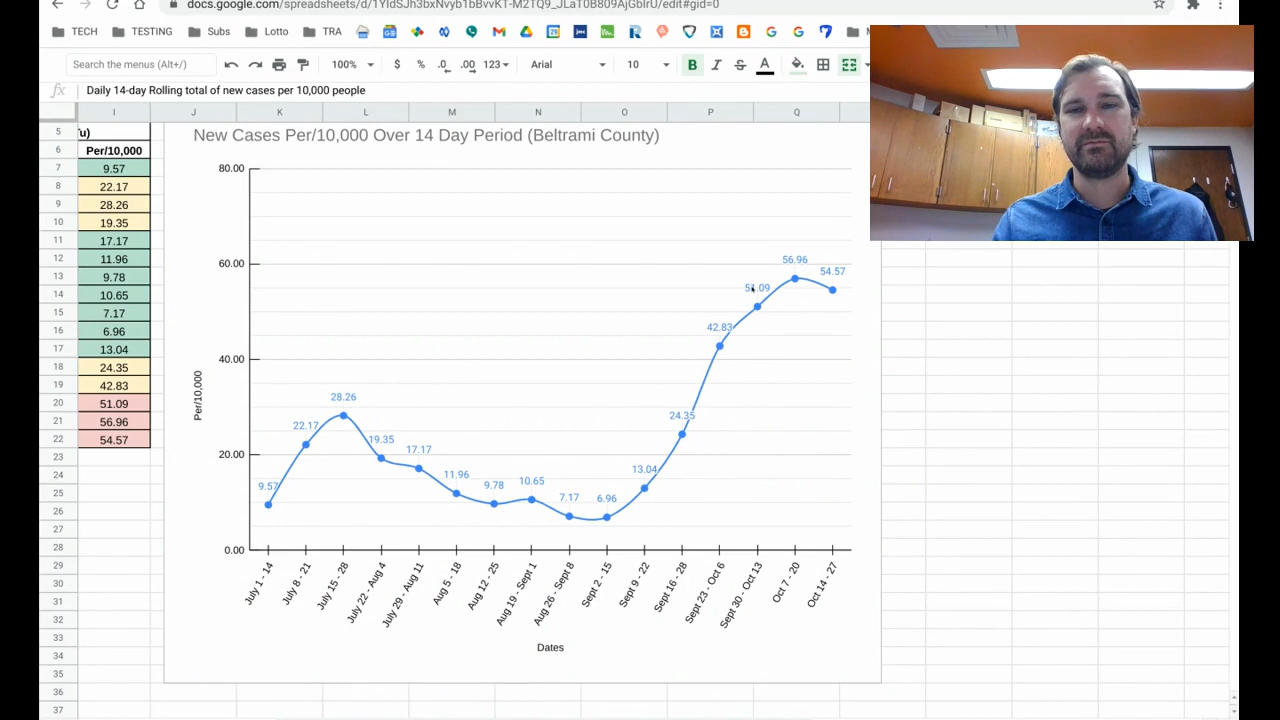 docs.google.com/spreadsheets/d/1YIdSJh3bxNvyb1bBvvKT-M2TQ9_JLaT0B809AjGbIrU/edit#gid=0
TECH TESTING Subs Lotto TRA
Search the menus (Alt+/) 100% $ % .0 .00 123 Arial 10 B I S A
fx Daily 14-day Rolling total of new cases per 10,000 people
I J K L M N O P Q
5 'u)
6 Per/10,000
7 9.57
8 22.17
9 28.26
10 19.35
11 17.17
12 11.96
13 9.78
14 10.65
15 7.17
16 6.96
17 13.04
18 24.35
19 42.83
20 51.09
21 56.96
22 54.57
23
24
25
26
27
28
29
30
31
32
33
34
35
36
37
New Cases Per/10,000 Over 14 Day Period (Beltrami County)
80.00
60.00
40.00
20.00
0.00
Per/10,000
9.57 22.17 28.26 19.35 17.17 11.96 9.78 10.65 7.17 6.96 13.04 24.35 42.83 51.09 56.96 54.57
July 1 - 14
July 8 - 21
July 15 - 28
July 22 - Aug 4
July 29 - Aug 11
Aug 5 - 18
Aug 12 - 25
Aug 19 - Sept 1
Aug 26 - Sept 8
Sept 2 - 15
Sept 9 - 22
Sept 16 - 28
Sept 23 - Oct 6
Sept 30 - Oct 13
Oct 7 - 20
Oct 14 - 27
Dates